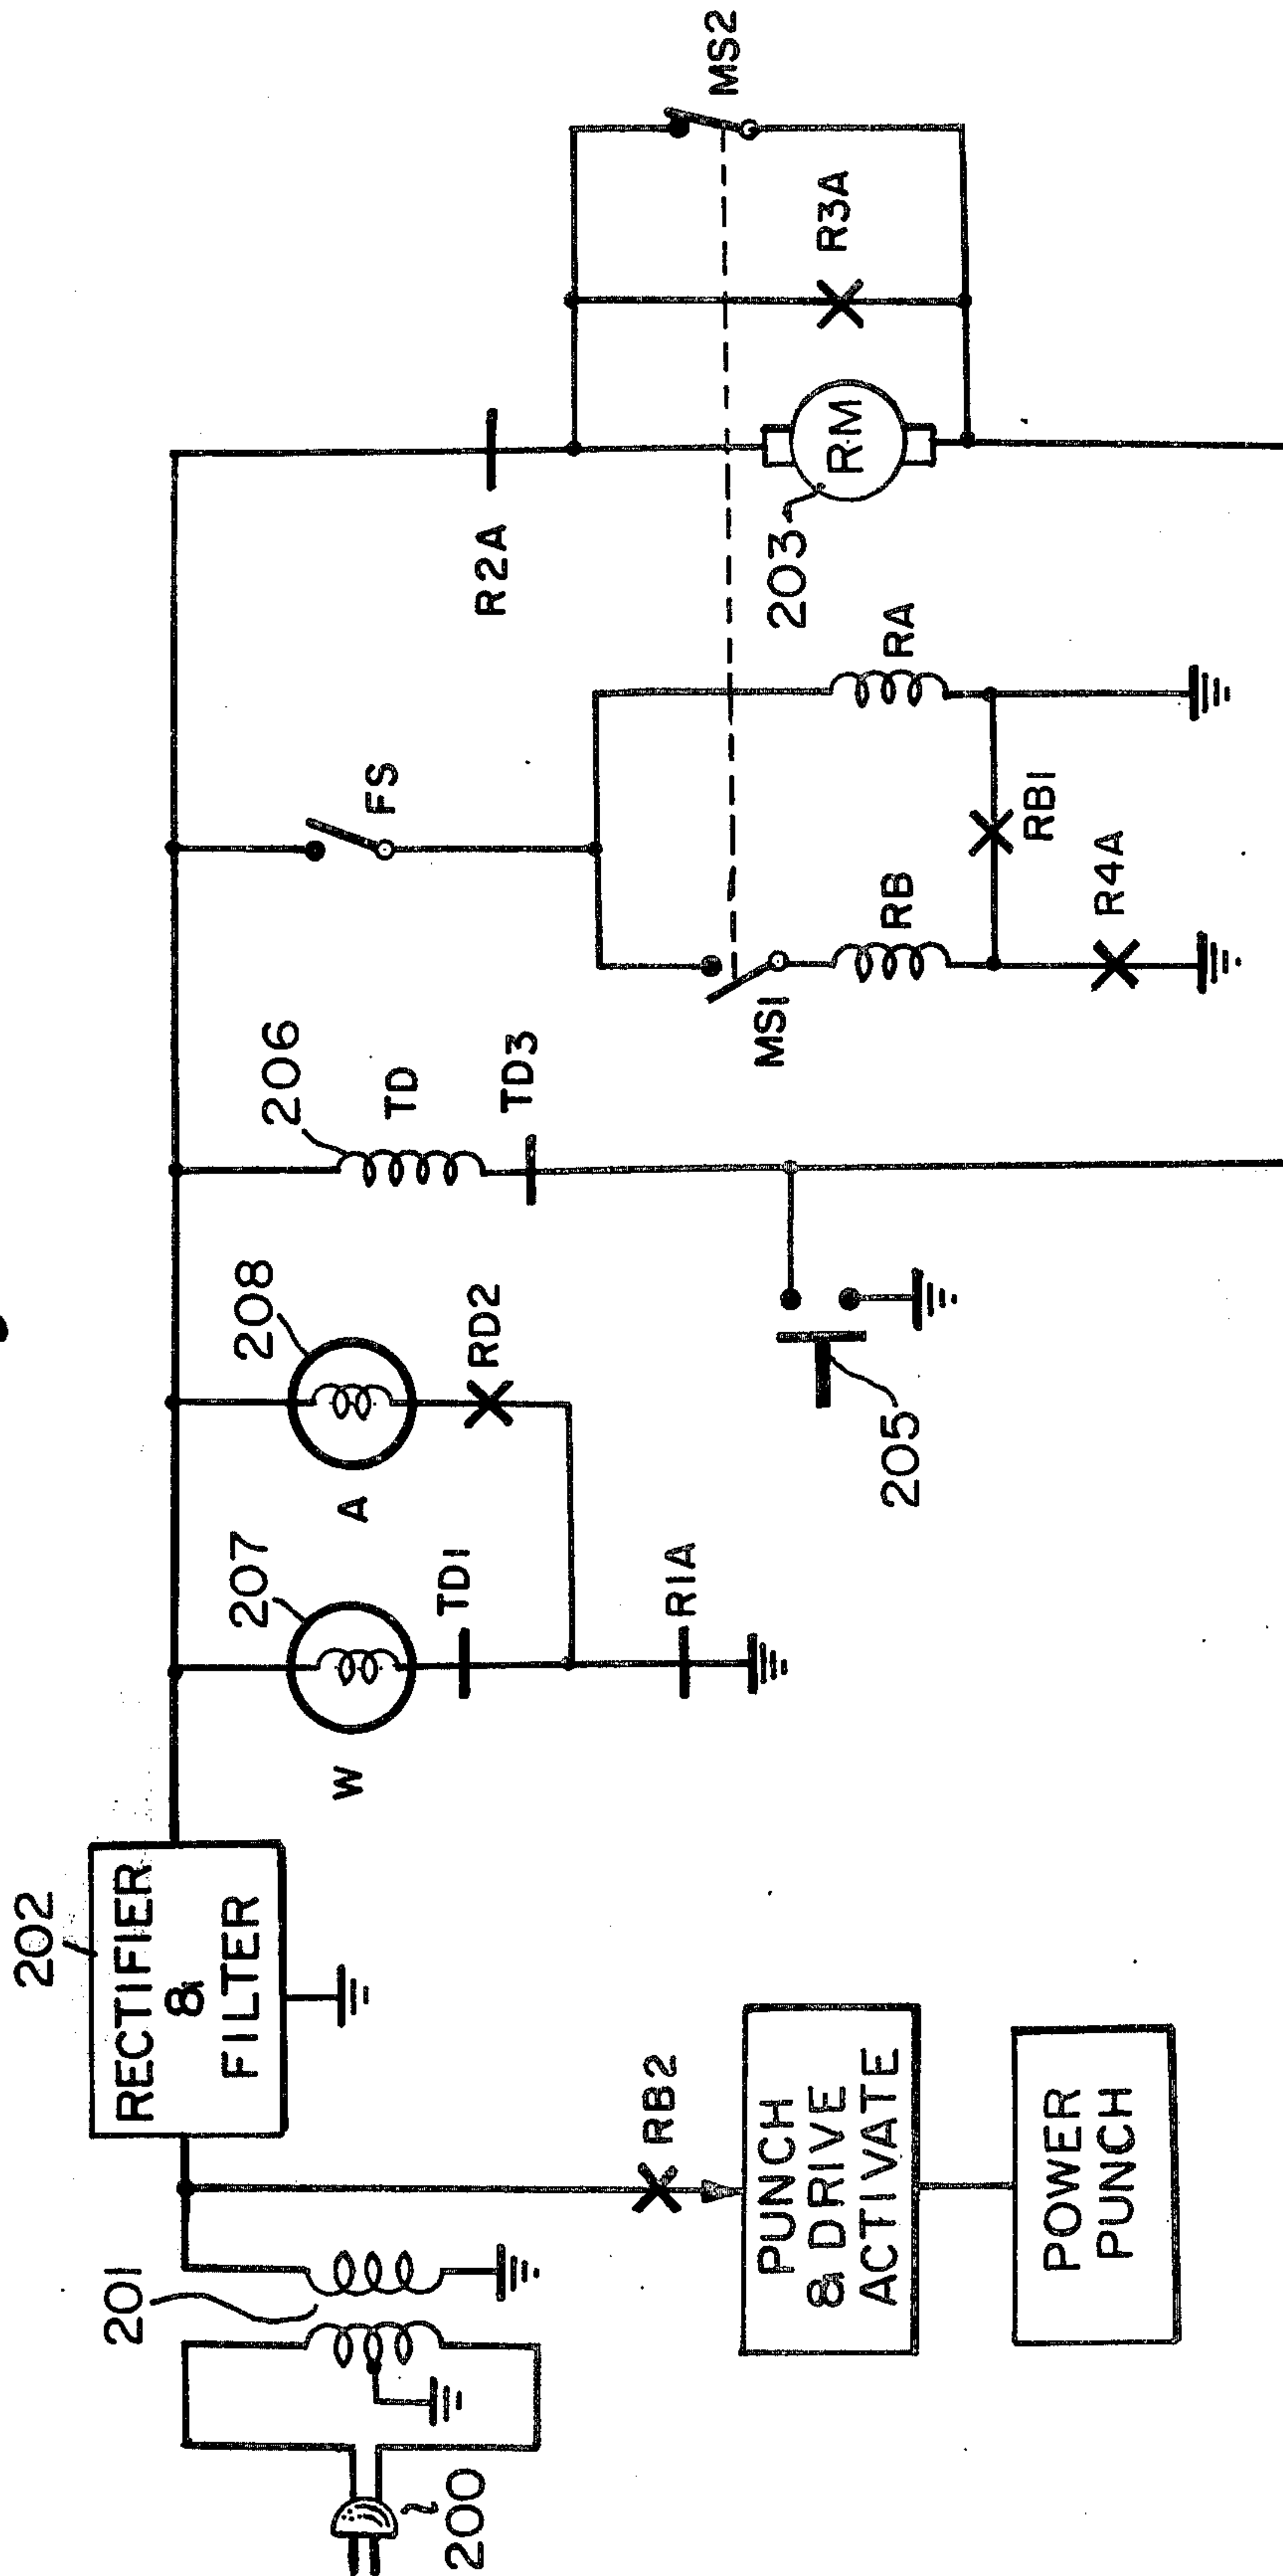 200
201
202
RECTIFIER
&
FILTER
RB2
PUNCH
& DRIVE
ACTIVATE
POWER
PUNCH
207
W
TD1
R1A
208
A
RD2
205
206
TD
TD3
FS
MS1
RB
RA
RB1
R4A
R2A
203
R·M
R3A
MS2